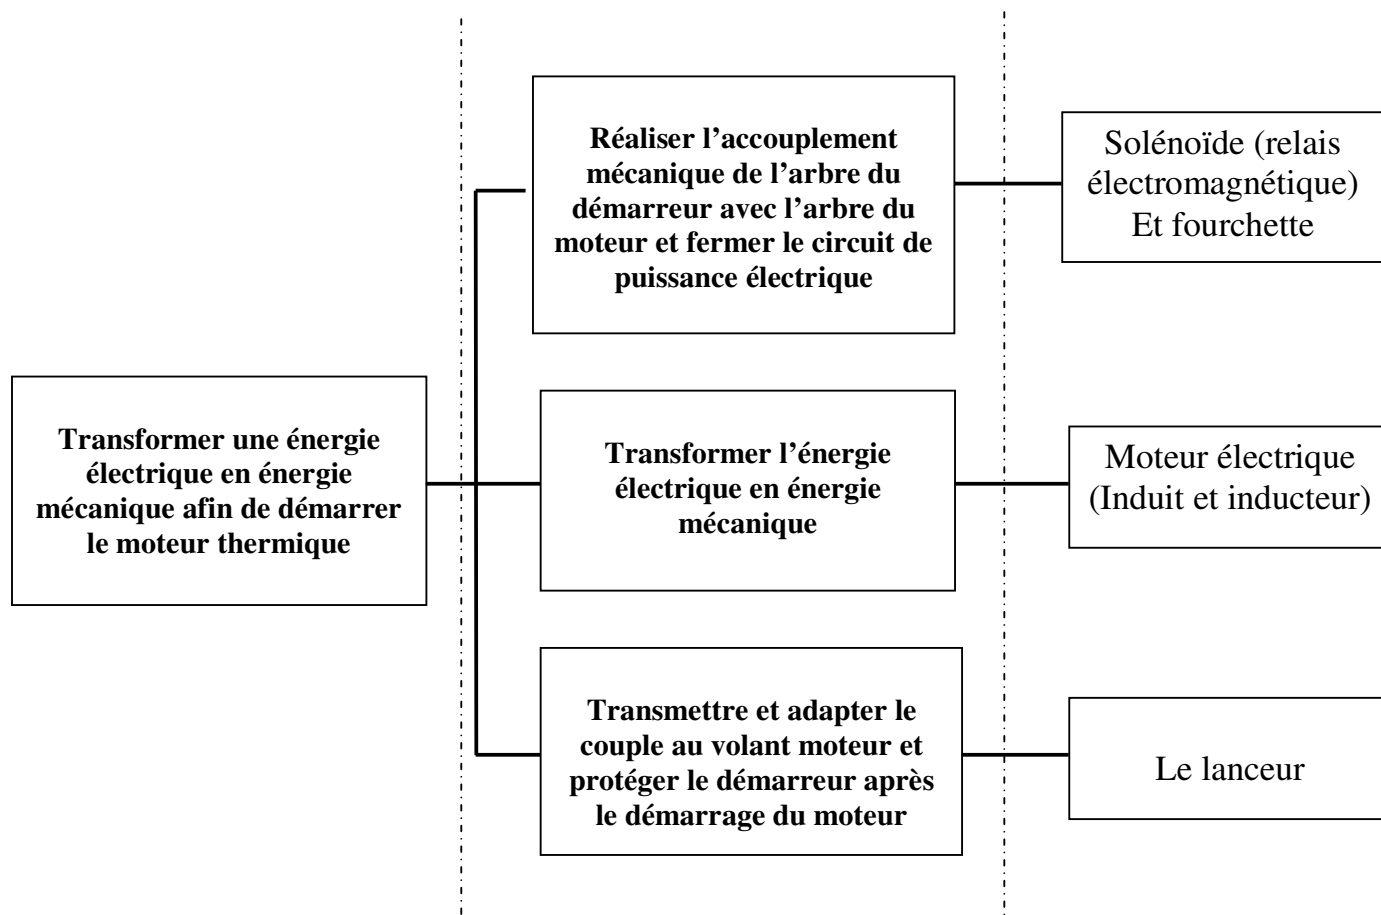 Réaliser l’accouplement
mécanique de l’arbre du
démarreur avec l’arbre du
moteur et fermer le circuit de
puissance électrique
Solénoïde (relais
électromagnétique)
Et fourchette
Transformer une énergie
électrique en énergie
mécanique afin de démarrer
le moteur thermique
Transformer l’énergie
électrique en énergie
mécanique
Moteur électrique
(Induit et inducteur)
Transmettre et adapter le
couple au volant moteur et
protéger le démarreur après
le démarrage du moteur
Le lanceur